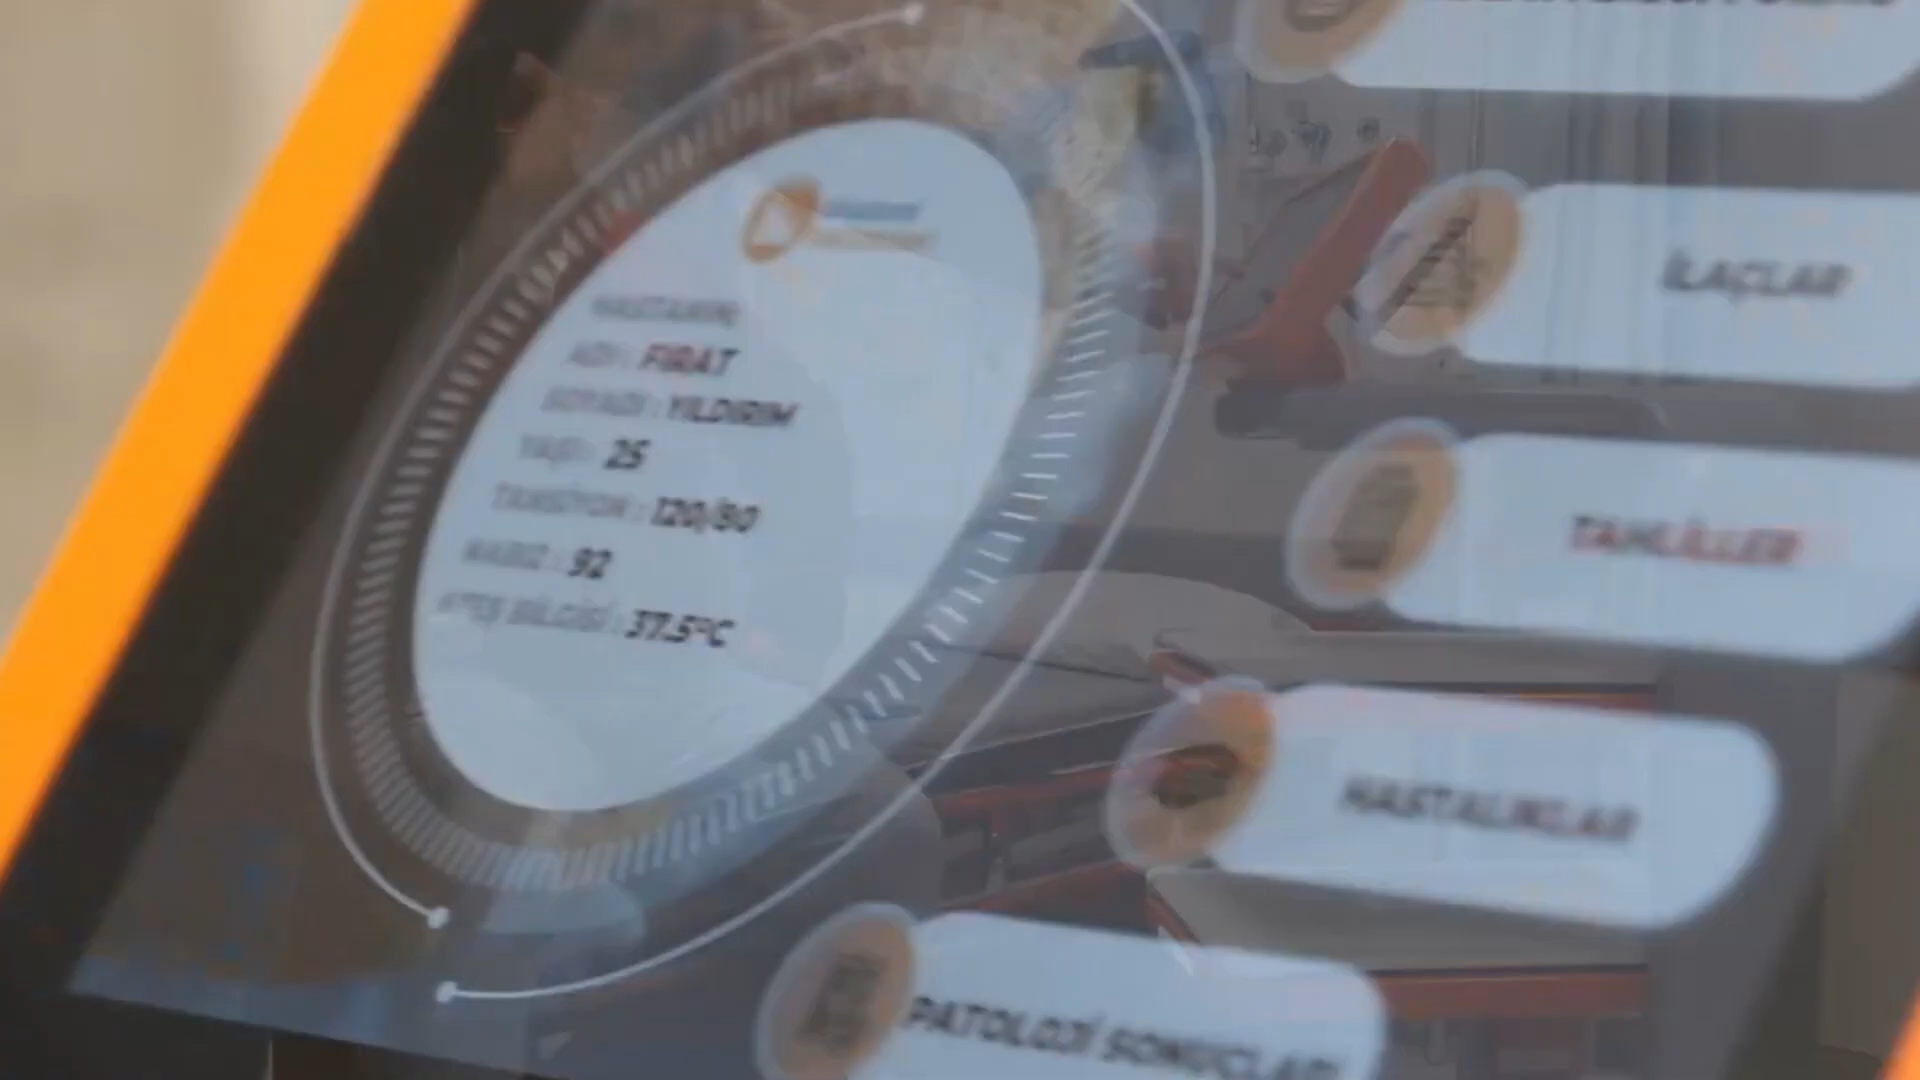 HASTANIN
ADI : FIRAT
SOYADI : YILDIRIM
YAŞI : 25
TANSİYON : 120/80
NABIZ : 92
ATEŞ BİLGİSİ : 37.5°C
İLAÇLAR
TAHLİLLER
HASTALIKLAR
PATOLOJİ SONUÇLARI